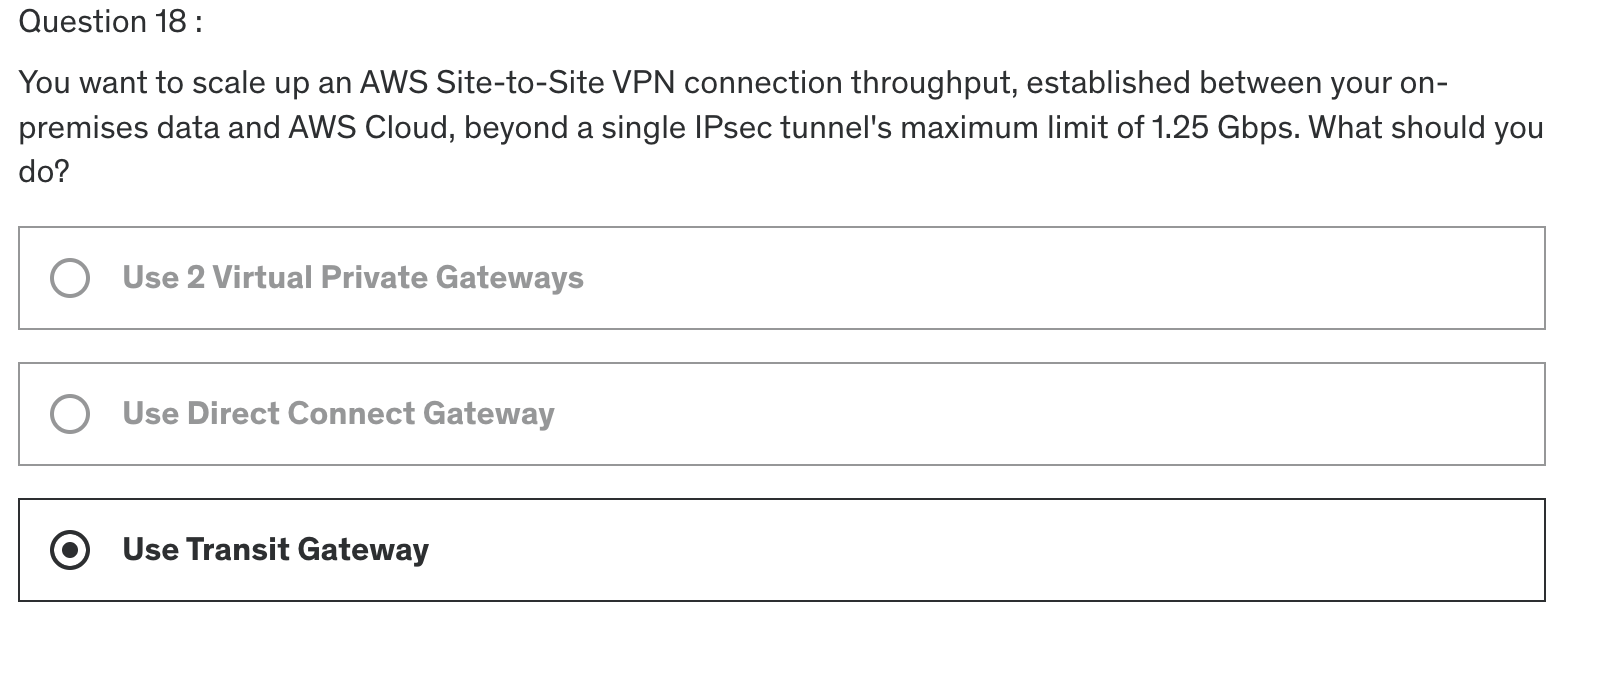 Question 18 :
You want to scale up an AWS Site-to-Site VPN connection throughput, established between your on-
premises data and AWS Cloud, beyond a single IPsec tunnel's maximum limit of 1.25 Gbps. What should you
do?
Use 2 Virtual Private Gateways
Use Direct Connect Gateway
Use Transit Gateway